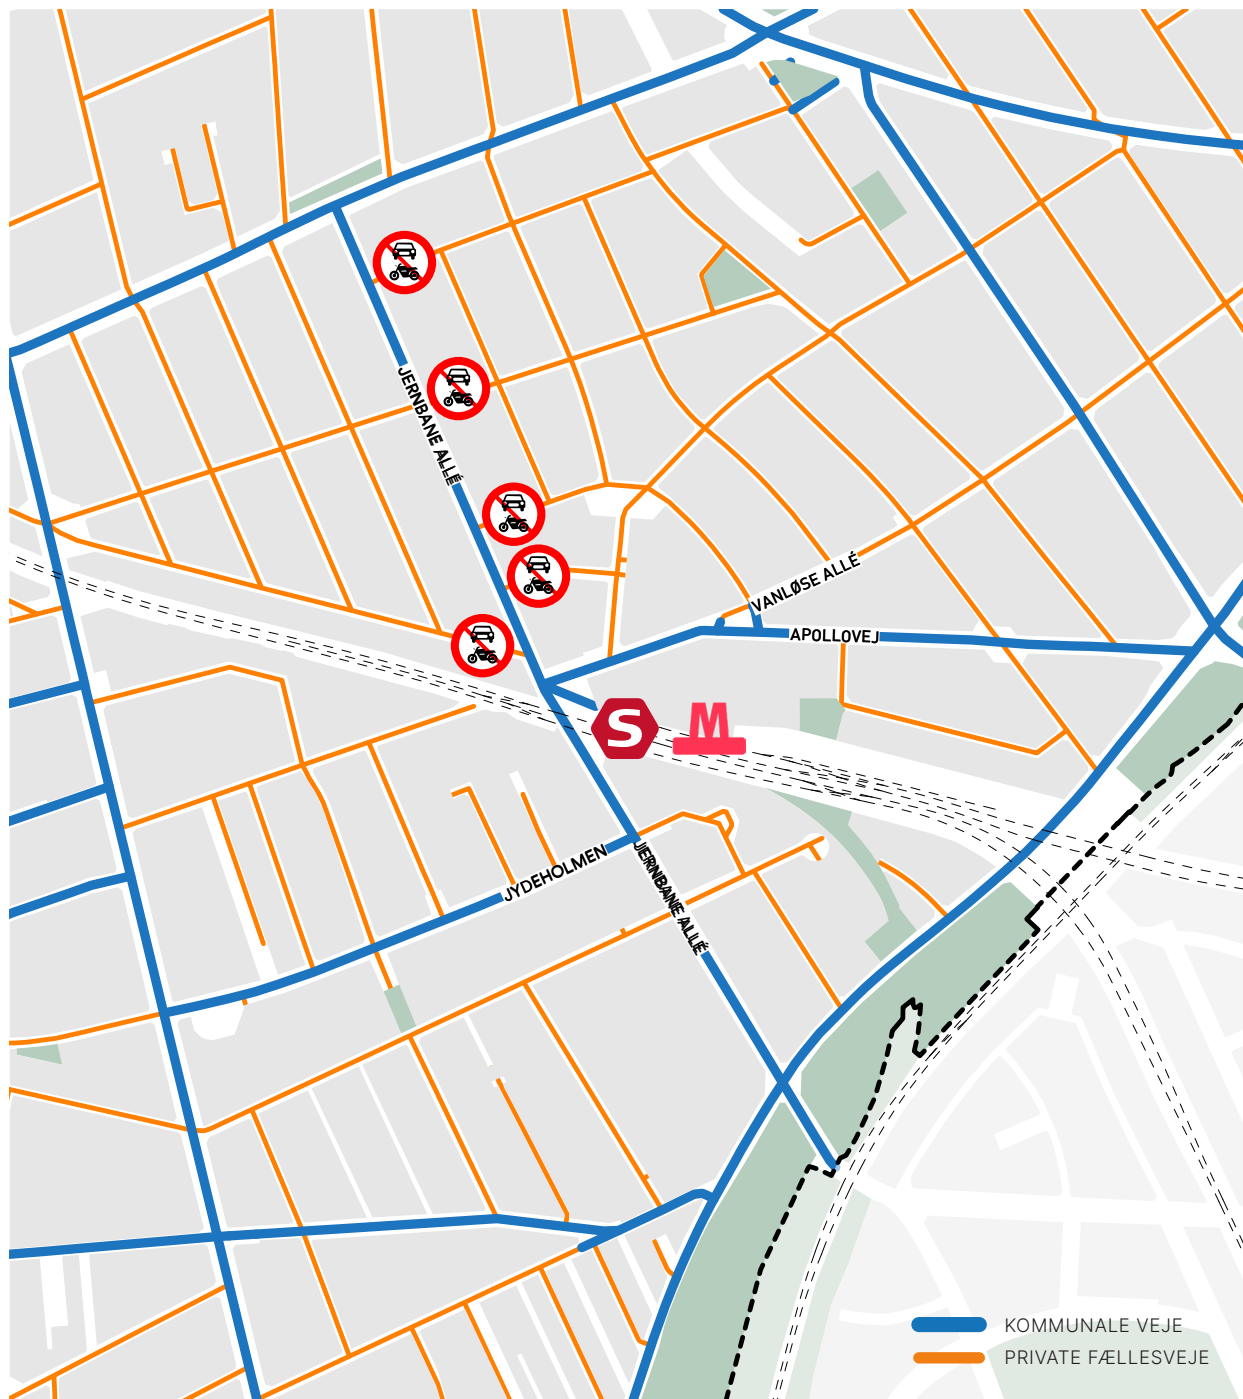 JERNBANE ALLÉ
VANLØSE ALLÉ
APOLLOVEJ
S
M
JYDEHOLMEN
JERNBANE ALLÉ
KOMMUNALE VEJE
PRIVATE FÆLLESVEJE